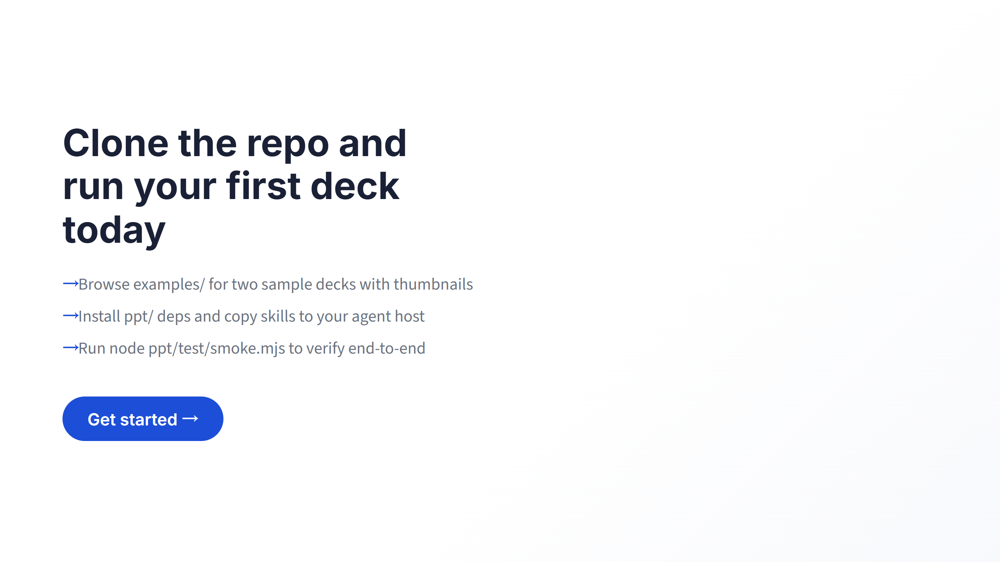 Clone the repo and
run your first deck
today
→Browse examples/ for two sample decks with thumbnails
→Install ppt/ deps and copy skills to your agent host
→Run node ppt/test/smoke.mjs to verify end-to-end
Get started →